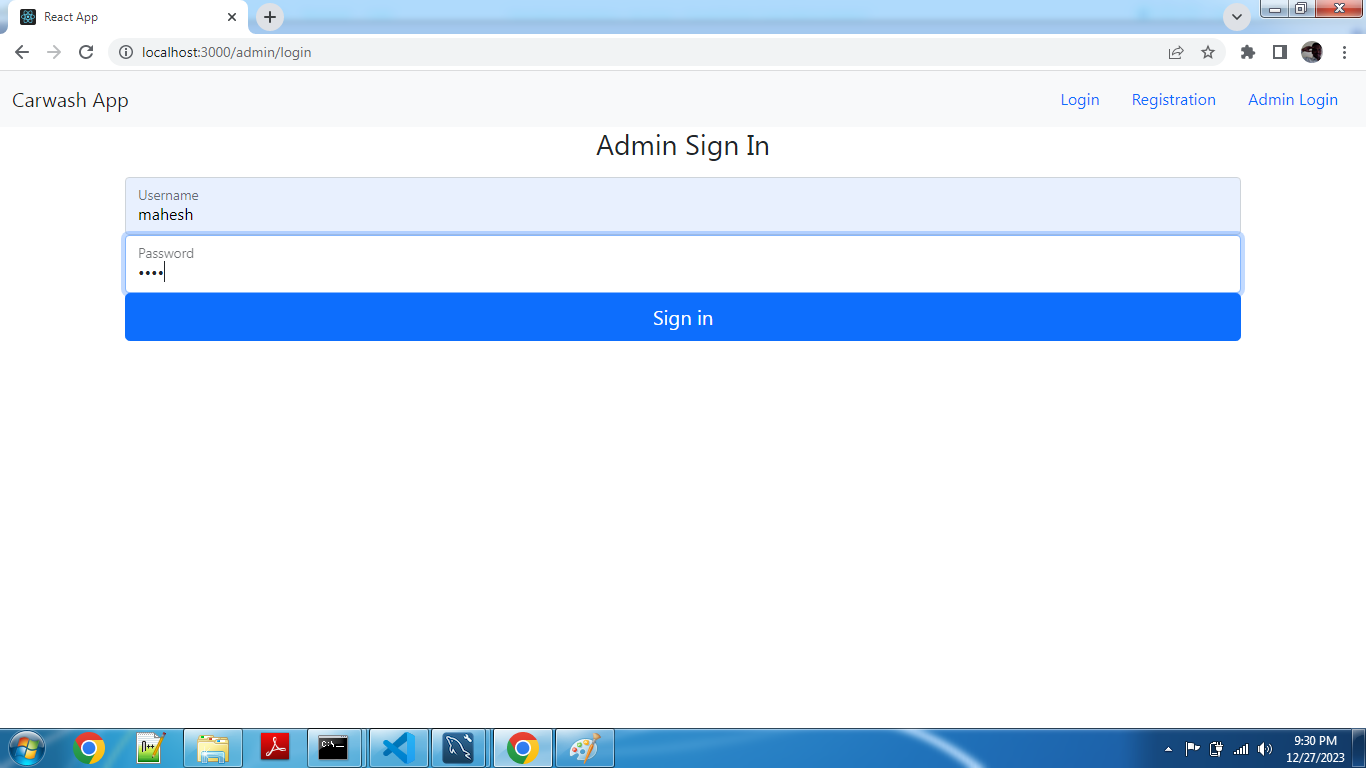 React App
localhost:3000/admin/login
Carwash App
Login
Registration
Admin Login
Admin Sign In
Username
mahesh
Password
••••
Sign in
9:30 PM
12/27/2023